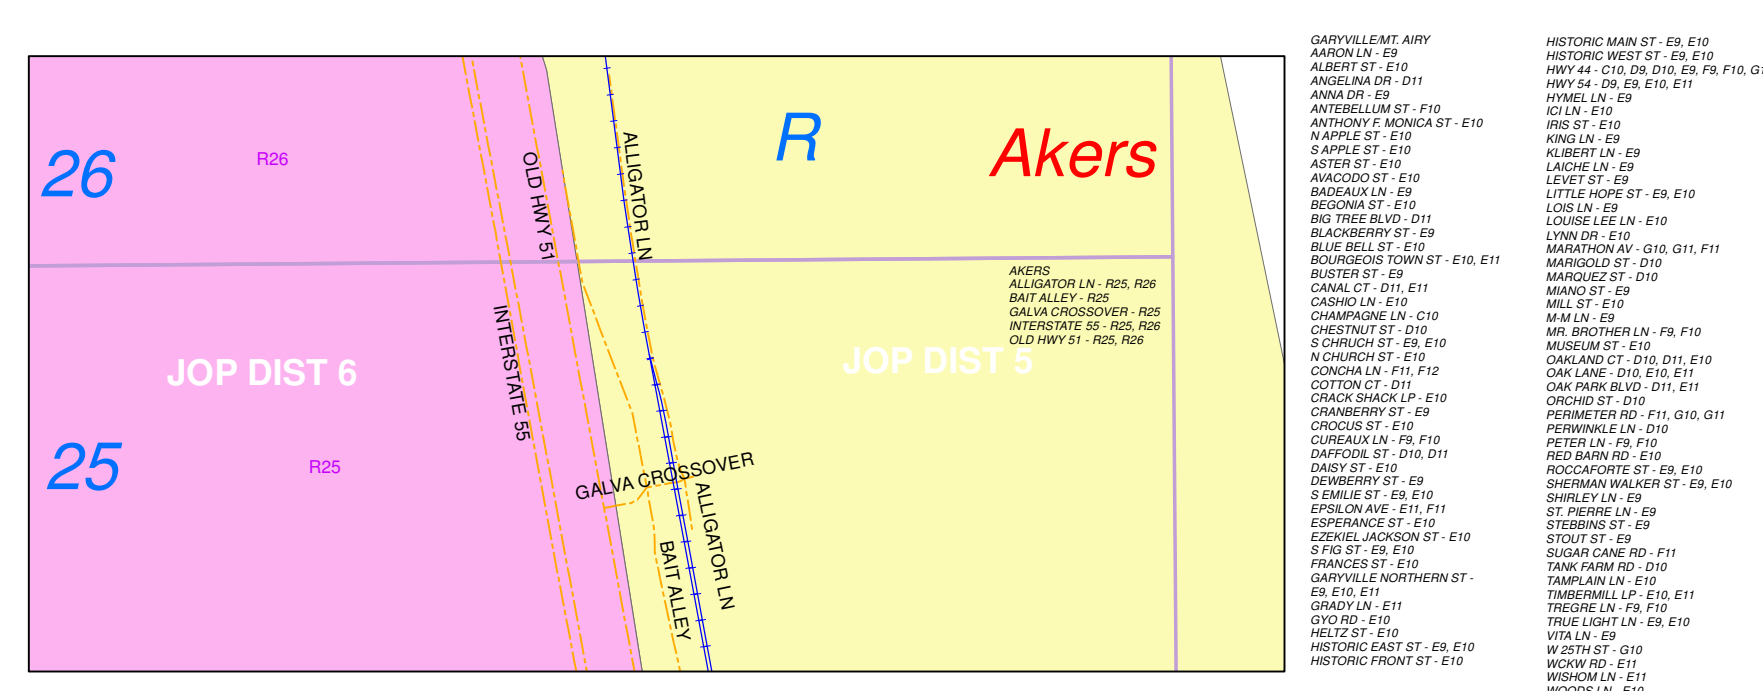 26
R26
OLD HWY 51
ALLIGATOR LN
R
Akers
AKERS
ALLIGATOR LN - R25, R26
BAIT ALLEY - R25
GALVA CROSSOVER - R25
INTERSTATE 55 - R25, R26
OLD HWY 51 - R25, R26
JOP DIST 6
INTERSTATE 55
JOP DIST 5
25
R25
GALVA CROSSOVER
ALLIGATOR LN
BAIT ALLEY
GARYVILLE/MT. AIRY
AARON LN - E9
ALBERT ST - E10
ANGELINA DR - D11
ANNA DR - E9
ANTEBELLUM ST - F10
ANTHONY F. MONICA ST - E10
N APPLE ST - E10
S APPLE ST - E10
ASTER ST - E10
AVACODO ST - E10
BADEAUX LN - E9
BEGONIA ST - E10
BIG TREE BLVD - D11
BLACKBERRY ST - E9
BLUE BELL ST - E10
BOURGEOIS TOWN ST - E10, E11
BUSTER ST - E9
CANAL CT - D11, E11
CASHIO LN - E10
CHAMPAGNE LN - C10
CHESTNUT ST - D10
S CHRUCH ST - E9, E10
N CHURCH ST - E10
CONCHA LN - F11, F12
COTTON CT - D11
CRACK SHACK LP - E10
CRANBERRY ST - E9
CROCUS ST - E10
CUREAUX LN - F9, F10
DAFFODIL ST - D10, D11
DAISY ST - E10
DEWBERRY ST - E9
S EMILIE ST - E9, E10
EPSILON AVE - E11, F11
ESPERANCE ST - E10
EZEKIEL JACKSON ST - E10
S FIG ST - E9, E10
FRANCES ST - E10
GARYVILLE NORTHERN ST -
E9, E10, E11
GRADY LN - E11
GYO RD - E10
HELTZ ST - E10
HISTORIC EAST ST - E9, E10
HISTORIC FRONT ST - E10
HISTORIC MAIN ST - E9, E10
HISTORIC WEST ST - E9, E10
HWY 44 - C10, D9, D10, E9, F9, F10, G1
HWY 54 - D9, E9, E10, E11
HYMEL LN - E9
ICI LN - E10
IRIS ST - E10
KING LN - E9
KLIBERT LN - E9
LAICHE LN - E9
LEVET ST - E9
LITTLE HOPE ST - E9, E10
LOIS LN - E9
LOUISE LEE LN - E10
LYNN DR - E10
MARATHON AV - G10, G11, F11
MARIGOLD ST - D10
MARQUEZ ST - D10
MIANO ST - E9
MILL ST - E10
M-M LN - E9
MR. BROTHER LN - F9, F10
MUSEUM ST - E10
OAKLAND CT - D10, D11, E10
OAK LANE - D10, E10, E11
OAK PARK BLVD - D11, E11
ORCHID ST - D10
PERIMETER RD - F11, G10, G11
PERWINKLE LN - D10
PETER LN - F9, F10
RED BARN RD - E10
ROCCAFORTE ST - E9, E10
SHERMAN WALKER ST - E9, E10
SHIRLEY LN - E9
ST. PIERRE LN - E9
STEBBINS ST - E9
STOUT ST - E9
SUGAR CANE RD - F11
TANK FARM RD - D10
TAMPLAIN LN - E10
TIMBERMILL LP - E10, E11
TREGRE LN - F9, F10
TRUE LIGHT LN - E9, E10
VITA LN - E9
W 25TH ST - G10
WCKW RD - E11
WISHOM LN - E11
WOODS LN - E10